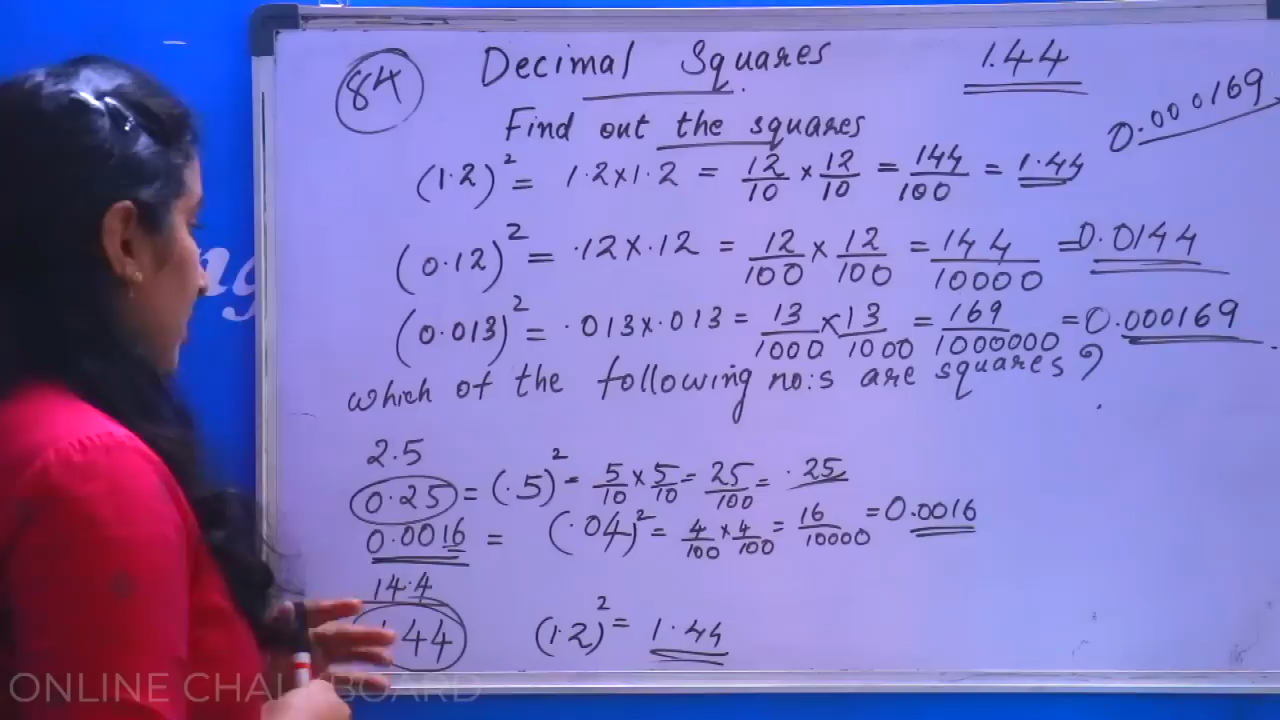 84
Decimal Squares
1.44
0.000169
Find out the squares
(1.2)² = 1.2×1.2 = 12/10 × 12/10 = 144/100 = 1.44
(0.12)² = .12×.12 = 12/100 × 12/100 = 144/10000 = 0.0144
(0.013)² = .013×.013 = 13/1000 × 13/1000 = 169/1000000 = 0.000169
which of the following no:s are squares?
2.5
0.25 = (.5)² = 5/10 × 5/10 = 25/100 = .25
0.0016 = (.04)² = 4/100 × 4/100 = 16/10000 = 0.0016
14.4
.44 (1.2)² = 1.44
ONLINE CHALKBOARD